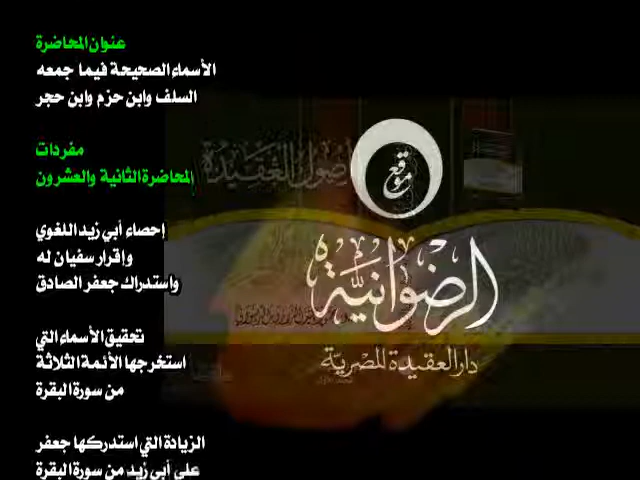 عنوان المحاضرة
الأسماء الصحيحة فيما جمعه
السلف وابن حزم وابن حجر
مفردات
المحاضرة الثانية والعشرون
إحصاء أبي زيد اللغوي
وإقرار سفيان له
واستدراك جعفر الصادق
تحقيق الأسماء التي
استخرجها الأئمة الثلاثة
من سورة البقرة
الزيادة التي استدركها جعفر
على أبي زيد من سورة البقرة
أصول العقيدة
موقع
الرضوانية
دار العقيدة المصرية